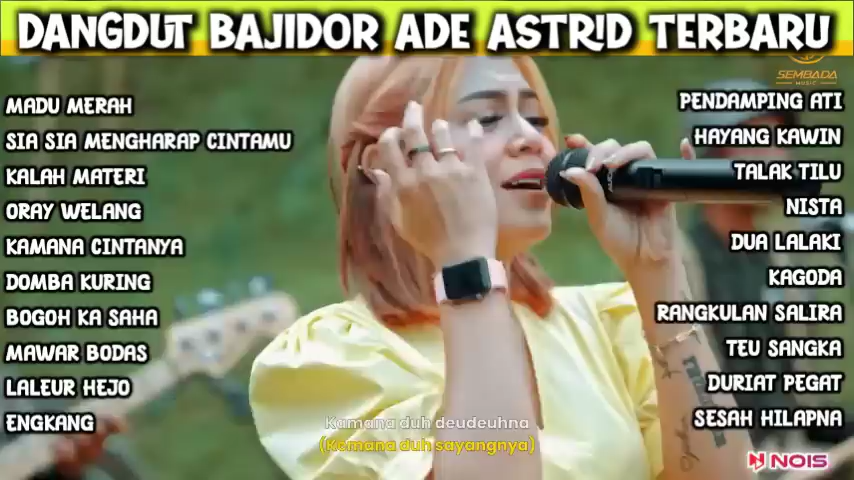 DANGDUT BAJIDOR ADE ASTRID TERBARU
SEMBADA
MUSIC
MADU MERAH
SIA SIA MENGHARAP CINTAMU
KALAH MATERI
ORAY WELANG
KAMANA CINTANYA
DOMBA KURING
BOGOH KA SAHA
MAWAR BODAS
LALEUR HEJO
ENGKANG
PENDAMPING ATI
HAYANG KAWIN
TALAK TILU
NISTA
DUA LALAKI
KAGODA
RANGKULAN SALIRA
TEU SANGKA
DURIAT PEGAT
SESAH HILAPNA
Kamana duh deudeuhna
(Kemana duh sayangnya)
NOIS